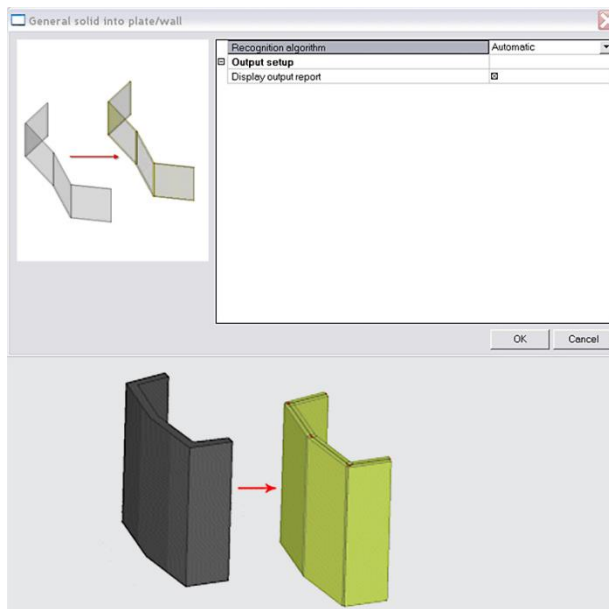 General solid into plate/wall
Recognition algorithm Automatic
Output setup
Display output report
OK Cancel